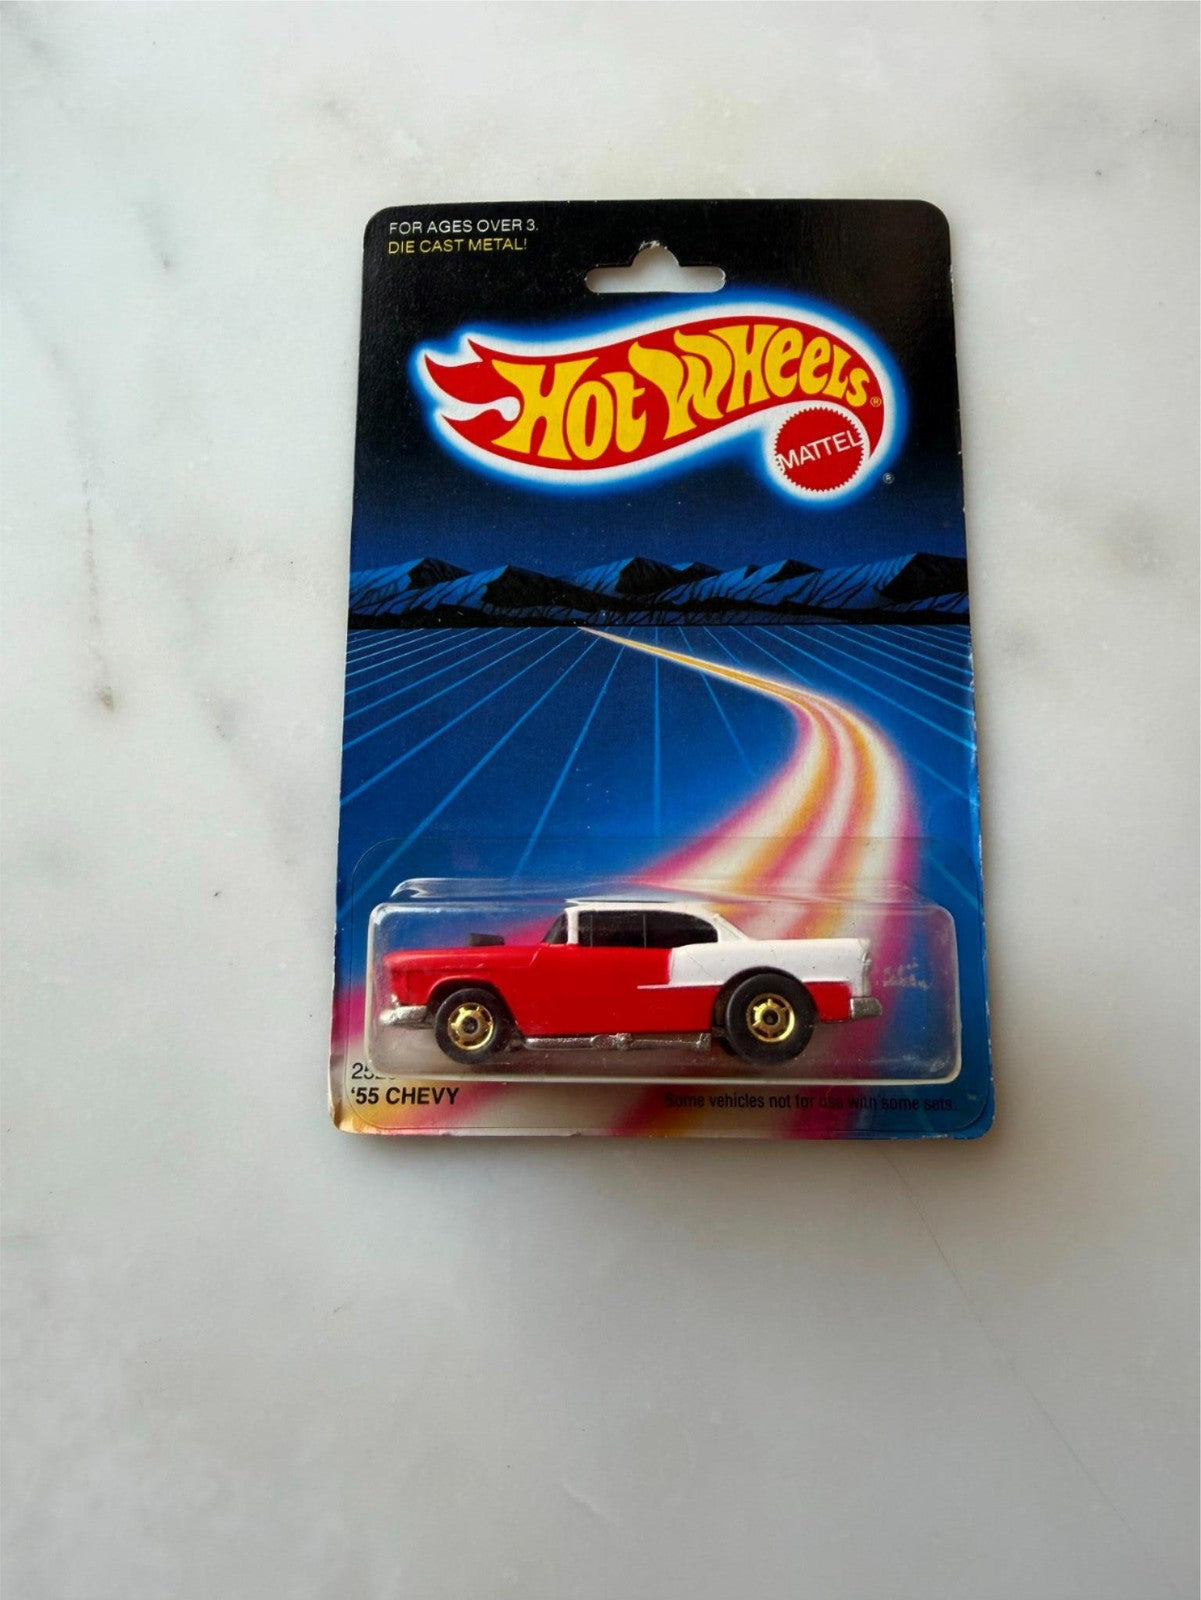 FOR AGES OVER 3.
DIE CAST METAL!
HOT WHEELS®
MATTEL
®
'55 CHEVY
Some vehicles not for use with some sets.